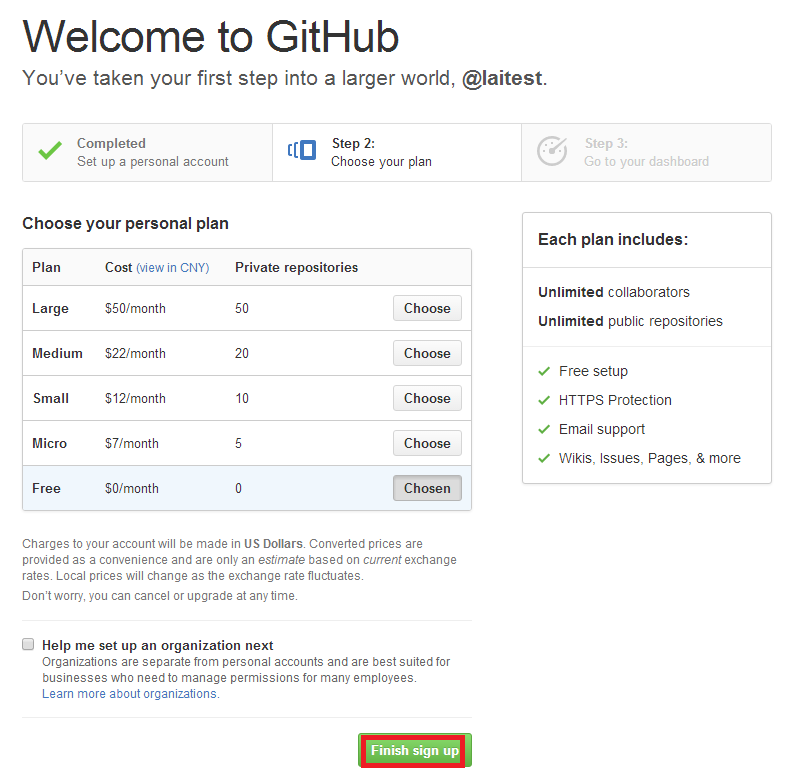 Welcome to GitHub
You've taken your first step into a larger world, @laitest.
Completed
Set up a personal account
Step 2:
Choose your plan
Step 3:
Go to your dashboard
Choose your personal plan
Plan Cost (view in CNY) Private repositories
Large $50/month 50 Choose
Medium $22/month 20 Choose
Small $12/month 10 Choose
Micro $7/month 5 Choose
Free $0/month 0 Chosen
Charges to your account will be made in US Dollars. Converted prices are
provided as a convenience and are only an estimate based on current exchange
rates. Local prices will change as the exchange rate fluctuates.
Don't worry, you can cancel or upgrade at any time.
Help me set up an organization next
Organizations are separate from personal accounts and are best suited for
businesses who need to manage permissions for many employees.
Learn more about organizations.
Finish sign up
Each plan includes:
Unlimited collaborators
Unlimited public repositories
Free setup
HTTPS Protection
Email support
Wikis, Issues, Pages, & more